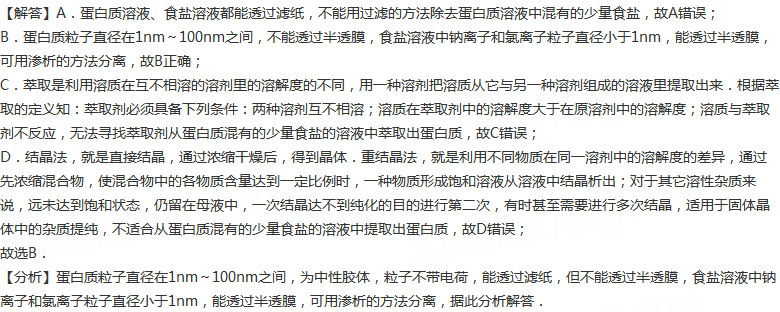 【解答】A．蛋白质溶液、食盐溶液都能透过滤纸，不能用过滤的方法除去蛋白质溶液中混有的少量食盐，故A错误；
B．蛋白质粒子直径在1nm～100nm之间，不能透过半透膜，食盐溶液中钠离子和氯离子粒子直径小于1nm，能透过半透膜，
可用渗析的方法分离，故B正确；
C．萃取是利用溶质在互不相溶的溶剂里的溶解度的不同，用一种溶剂把溶质从它与另一种溶剂组成的溶液里提取出来．根据萃
取的定义知：萃取剂必须具备下列条件：两种溶剂互不相溶；溶质在萃取剂中的溶解度大于在原溶剂中的溶解度；溶质与萃取
剂不反应，无法寻找萃取剂从蛋白质混有的少量食盐的溶液中萃取出蛋白质，故C错误；
D．结晶法，就是直接结晶，通过浓缩干燥后，得到晶体．重结晶法，就是利用不同物质在同一溶剂中的溶解度的差异，通过
先浓缩混合物，使混合物中的各物质含量达到一定比例时，一种物质形成饱和溶液从溶液中结晶析出；对于其它溶性杂质来
说，远未达到饱和状态，仍留在母液中，一次结晶达不到纯化的目的进行第二次，有时甚至需要进行多次结晶，适用于固体晶
体中的杂质提纯，不适合从蛋白质混有的少量食盐的溶液中提取出蛋白质，故D错误；
故选B．
【分析】蛋白质粒子直径在1nm～100nm之间，为中性胶体，粒子不带电荷，能透过滤纸，但不能透过半透膜，食盐溶液中钠
离子和氯离子粒子直径小于1nm，能透过半透膜，可用渗析的方法分离，据此分析解答．